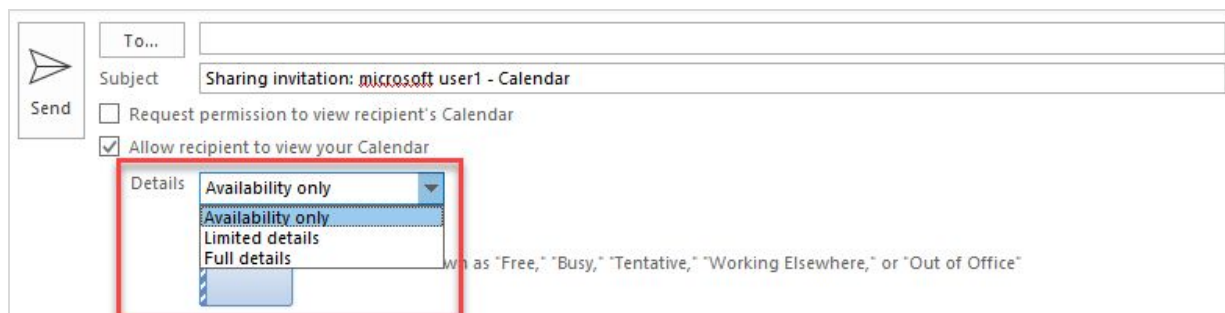 To...
Subject Sharing invitation: microsoft user1 - Calendar
Send
Request permission to view recipient's Calendar
Allow recipient to view your Calendar
Details Availability only
Availability only
Limited details
Full details
as "Free," "Busy," "Tentative," "Working Elsewhere," or "Out of Office"